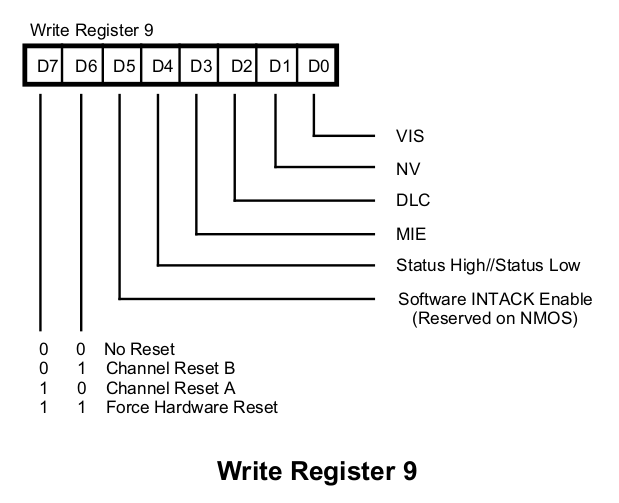 Write Register 9
D7 D6 D5 D4 D3 D2 D1 D0
VIS
NV
DLC
MIE
Status High//Status Low
Software INTACK Enable
(Reserved on NMOS)
0 0 No Reset
0 1 Channel Reset B
1 0 Channel Reset A
1 1 Force Hardware Reset
Write Register 9